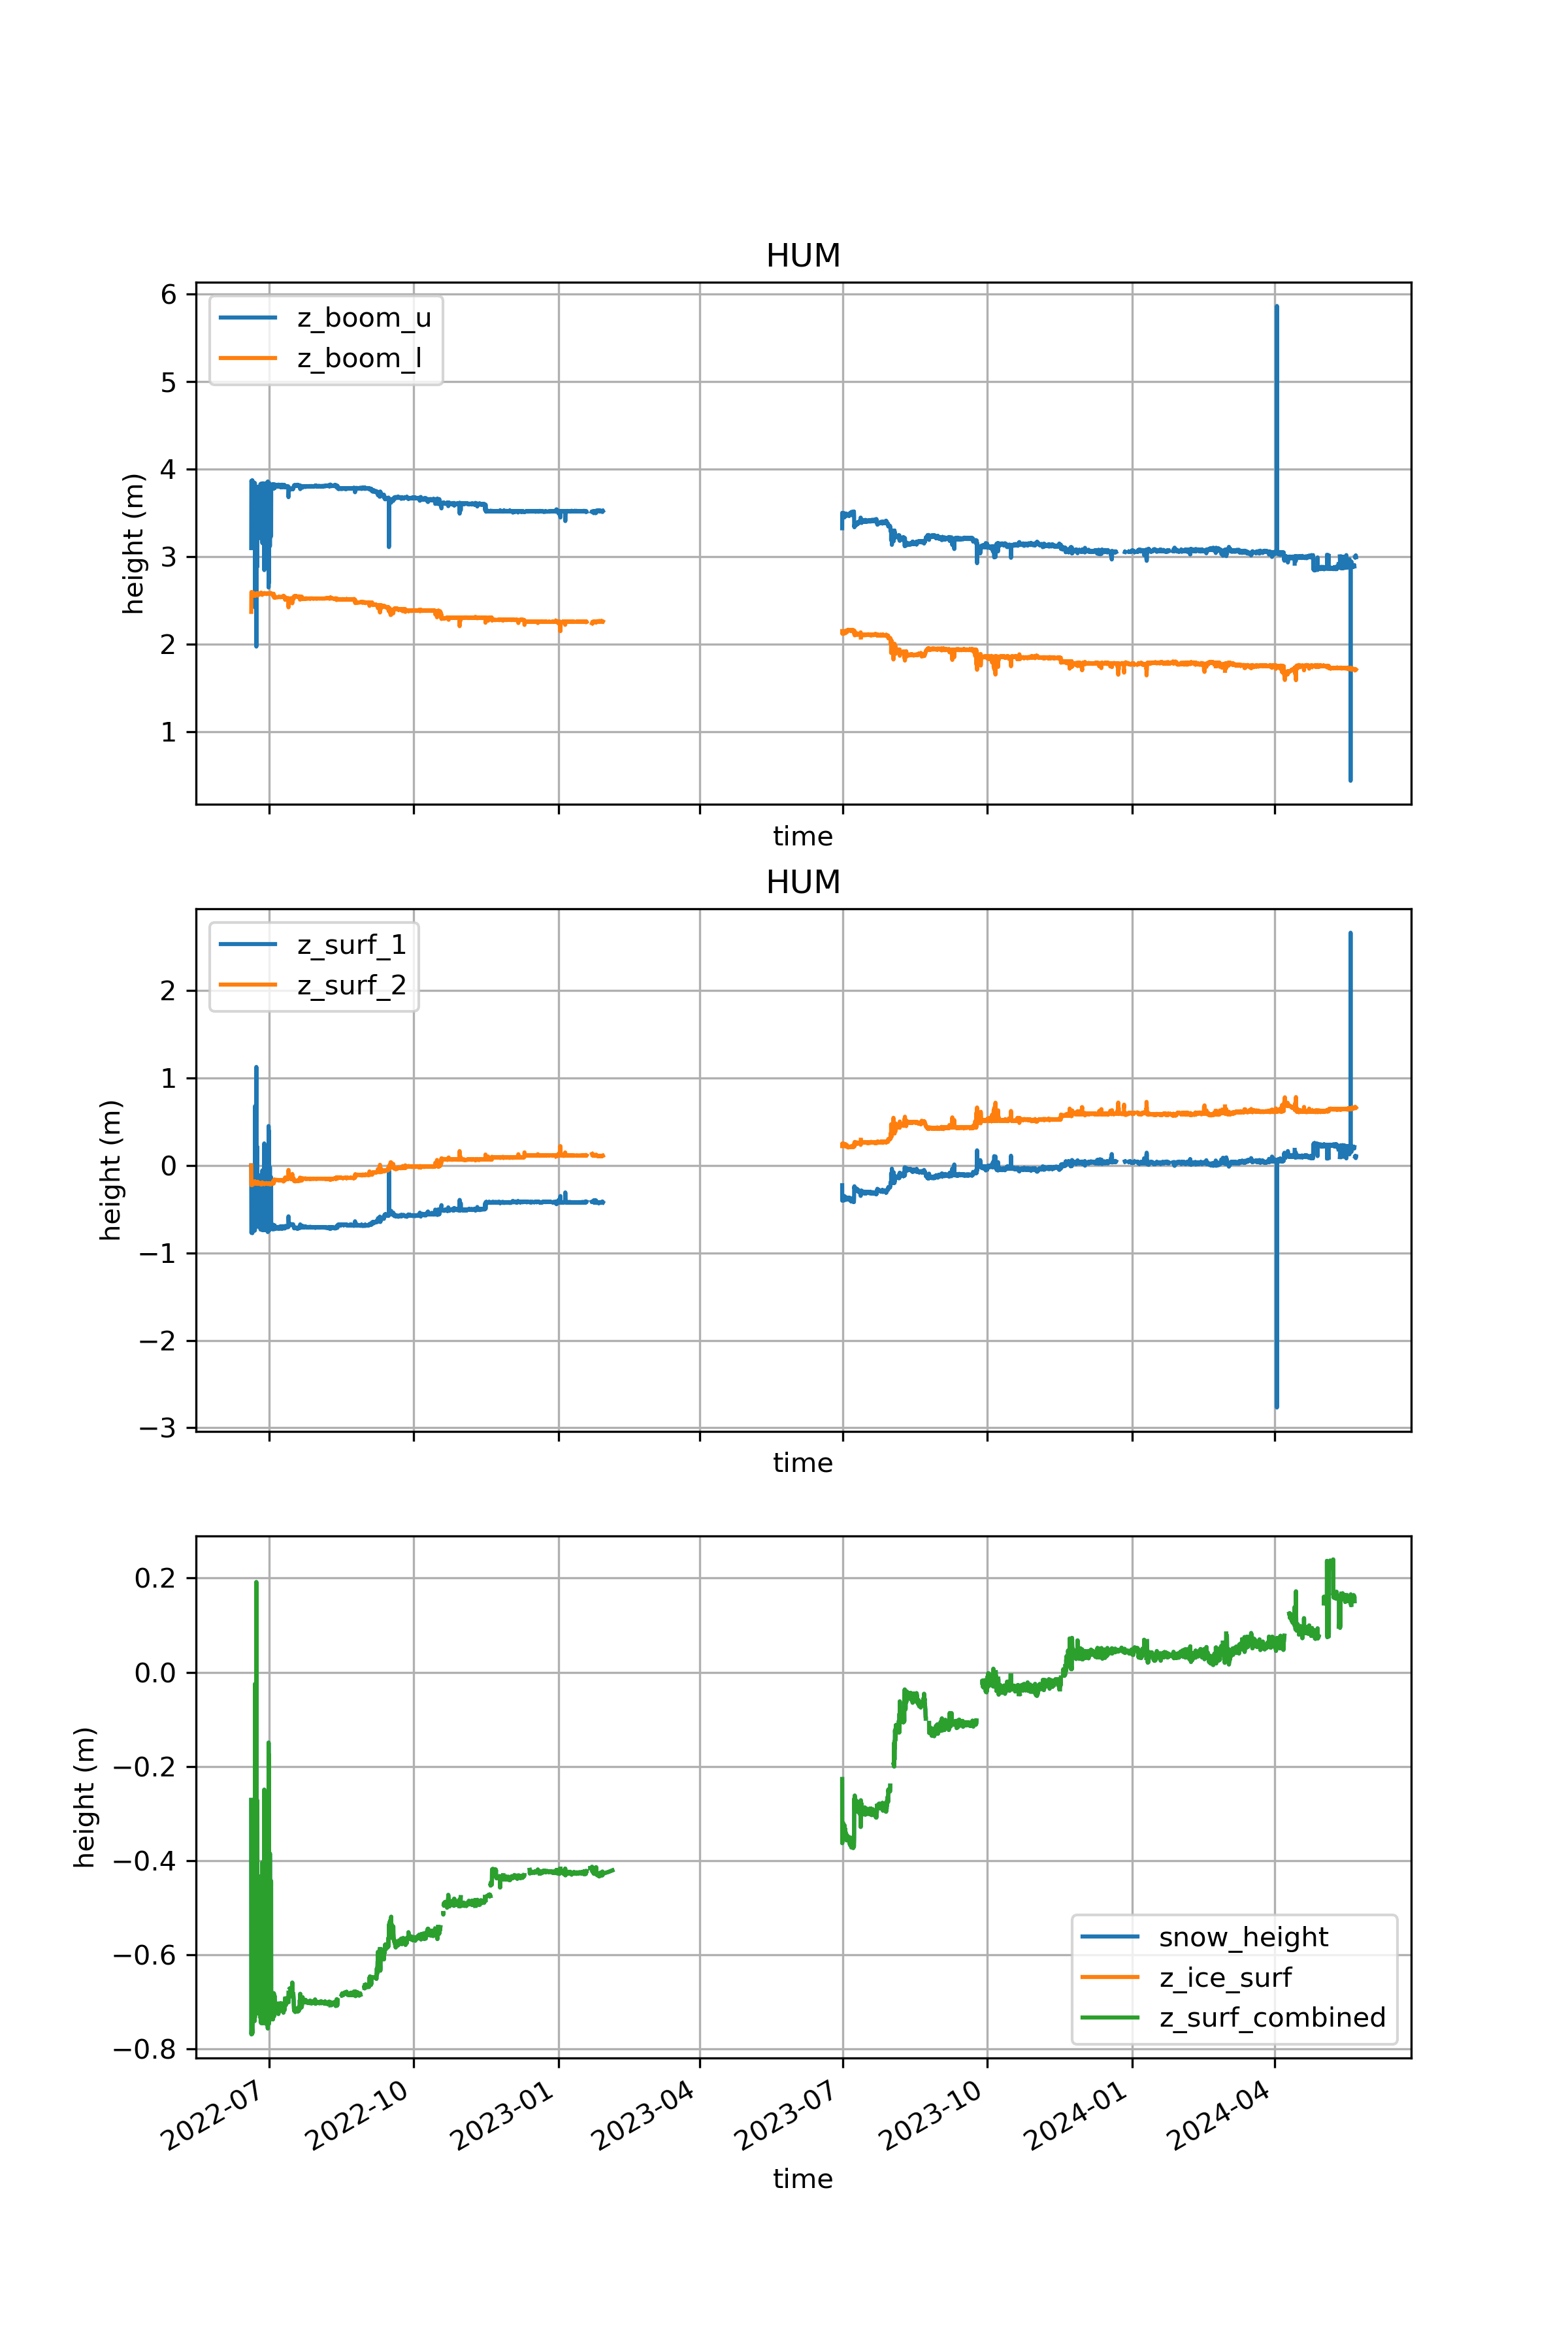 HUM
z_boom_u
z_boom_l
6
5
4
3
2
1
height (m)
time
HUM
z_surf_1
z_surf_2
2
1
0
−1
−2
−3
height (m)
time
0.2
0.0
−0.2
−0.4
−0.6
−0.8
height (m)
snow_height
z_ice_surf
z_surf_combined
2022-07
2022-10
2023-01
2023-04
2023-07
2023-10
2024-01
2024-04
time